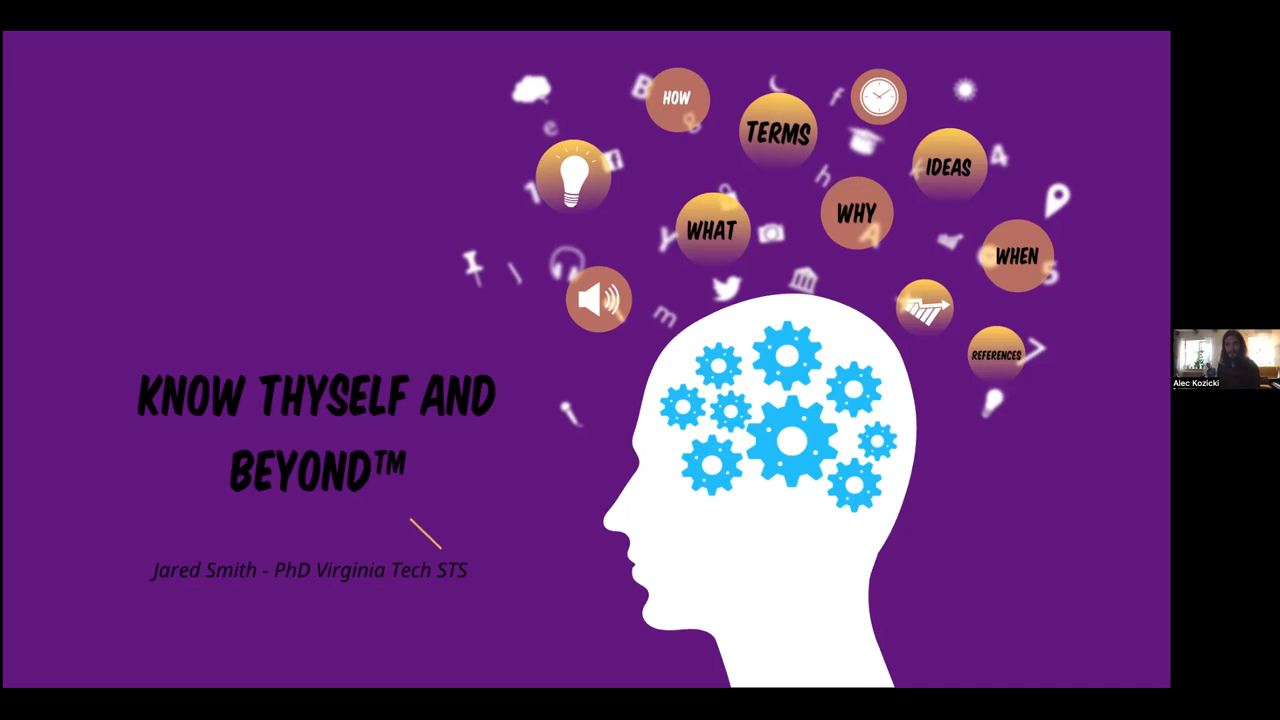 HOW
TERMS
IDEAS
WHAT
WHY
WHEN
REFERENCES
KNOW THYSELF AND
BEYOND™
Jared Smith - PhD Virginia Tech STS
Alec Kozicki